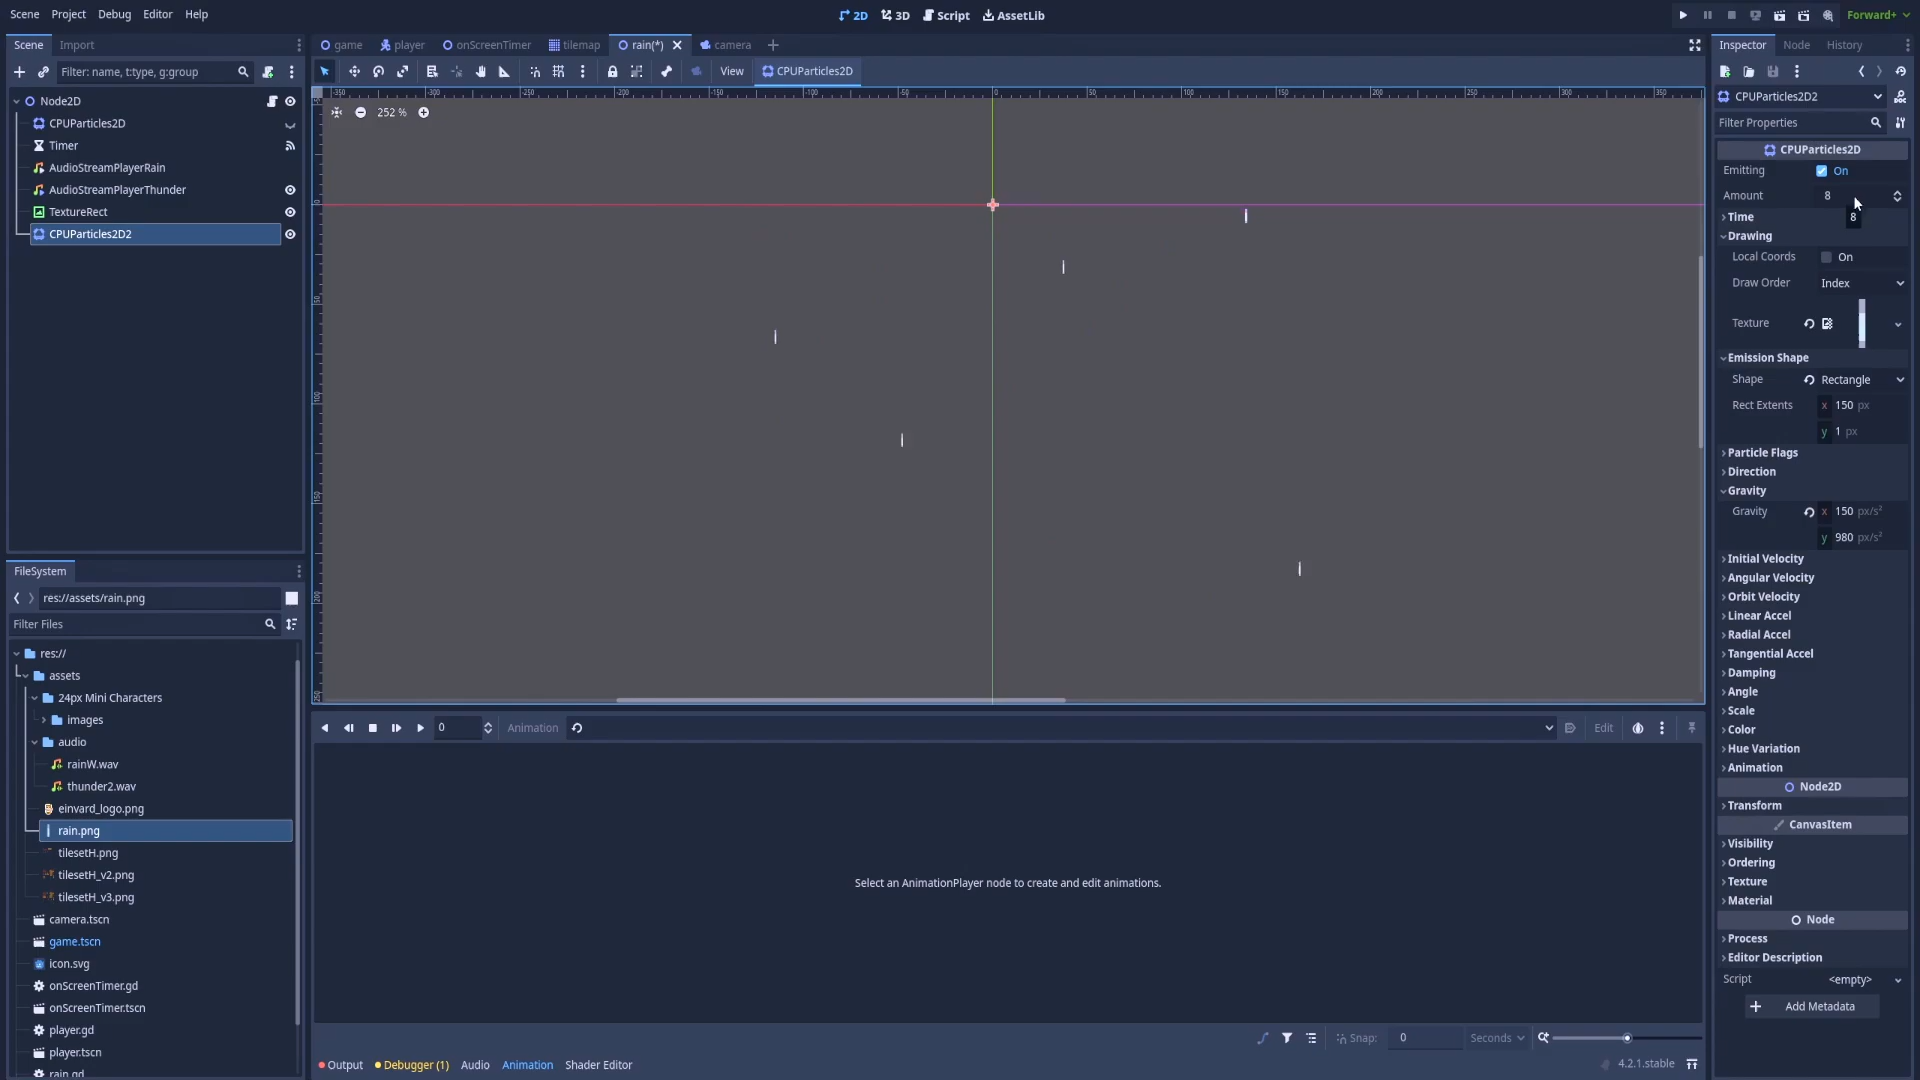 Scene Project Debug Editor Help
2D 3D Script AssetLib
Forward+
Scene Import
game player onScreenTimer tilemap rain(*) camera
Inspector Node History
Filter: name, t:type, g:group
View CPUParticles2D
CPUParticles2D2
Filter Properties
252 %
Node2D
CPUParticles2D
Timer
AudioStreamPlayerRain
AudioStreamPlayerThunder
TextureRect
CPUParticles2D2
CPUParticles2D
Emitting On
Amount 8
8
Time
Drawing
Local Coords On
Draw Order Index
Texture
Emission Shape
Shape Rectangle
Rect Extents x 150 px
y 1 px
Particle Flags
Direction
Gravity
Gravity x 150 px/s²
y 980 px/s²
Initial Velocity
Angular Velocity
Orbit Velocity
Linear Accel
Radial Accel
Tangential Accel
Damping
Angle
Scale
Color
Hue Variation
Animation
Node2D
Transform
CanvasItem
Visibility
Ordering
Texture
Material
Node
Process
Editor Description
Script <empty>
Add Metadata
FileSystem
res://assets/rain.png
Filter Files
res://
assets
24px Mini Characters
images
audio
rainW.wav
thunder2.wav
einvard_logo.png
rain.png
tilesetH.png
tilesetH_v2.png
tilesetH_v3.png
camera.tscn
game.tscn
icon.svg
onScreenTimer.gd
onScreenTimer.tscn
player.gd
player.tscn
rain.gd
0 Animation Edit
Select an AnimationPlayer node to create and edit animations.
Snap: 0 Seconds
Output Debugger (1) Audio Animation Shader Editor
4.2.1.stable